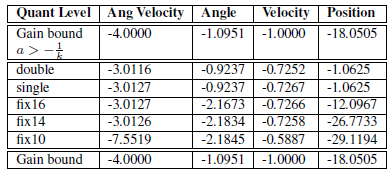 Quant Level Ang Velocity Angle Velocity Position
Gain bound -4.0000 -1.0951 -1.0000 -18.0505
a > -1/k
double -3.0116 -0.9237 -0.7252 -1.0625
single -3.0127 -0.9237 -0.7267 -1.0625
fix16 -3.0127 -2.1673 -0.7266 -12.0967
fix14 -3.0126 -2.1834 -0.7258 -26.7733
fix10 -7.5519 -2.1845 -0.5887 -29.1194
Gain bound -4.0000 -1.0951 -1.0000 -18.0505